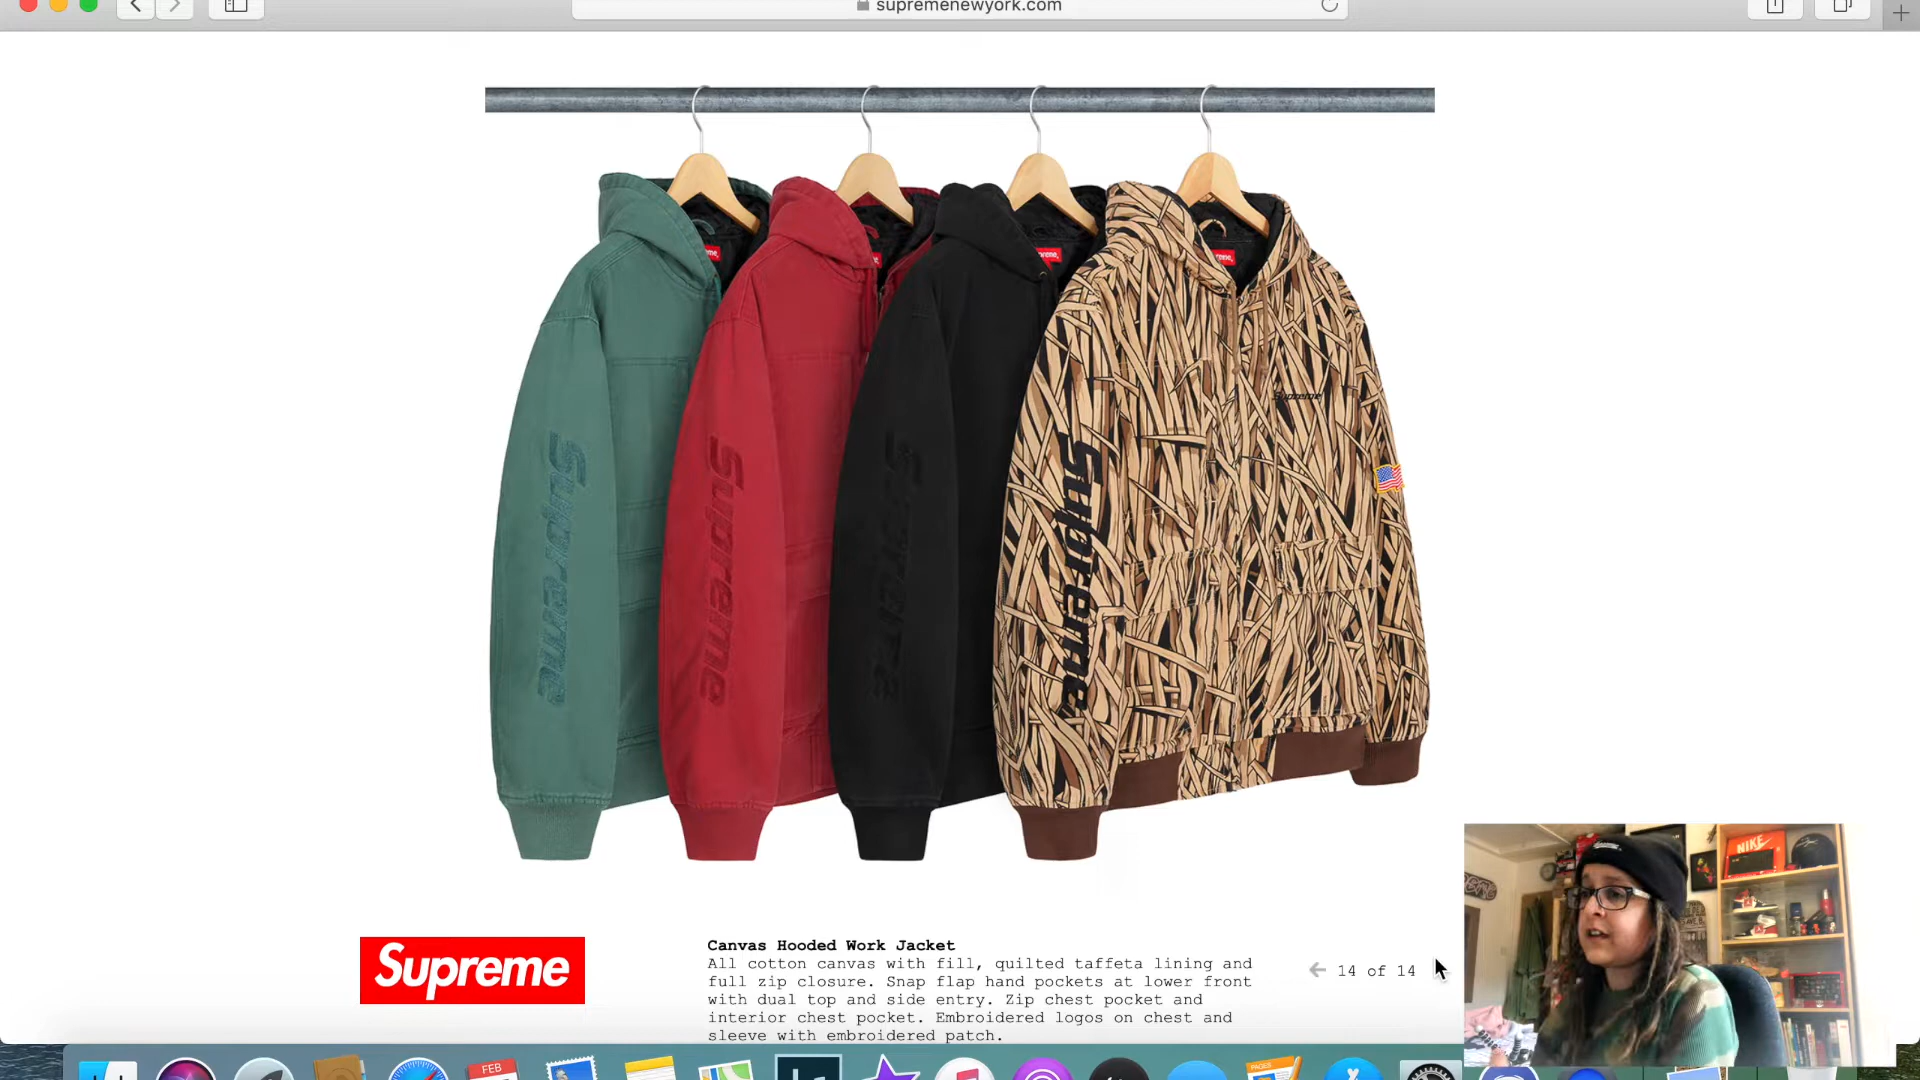 supremenewyork.com
Supreme
Supreme
Supreme
Supreme
Supreme
Supreme
Canvas Hooded Work Jacket
All cotton canvas with fill, quilted taffeta lining and
full zip closure. Snap flap hand pockets at lower front
with dual top and side entry. Zip chest pocket and
interior chest pocket. Embroidered logos on chest and
sleeve with embroidered patch.
14 of 14
NIKE
FEB
PAGES